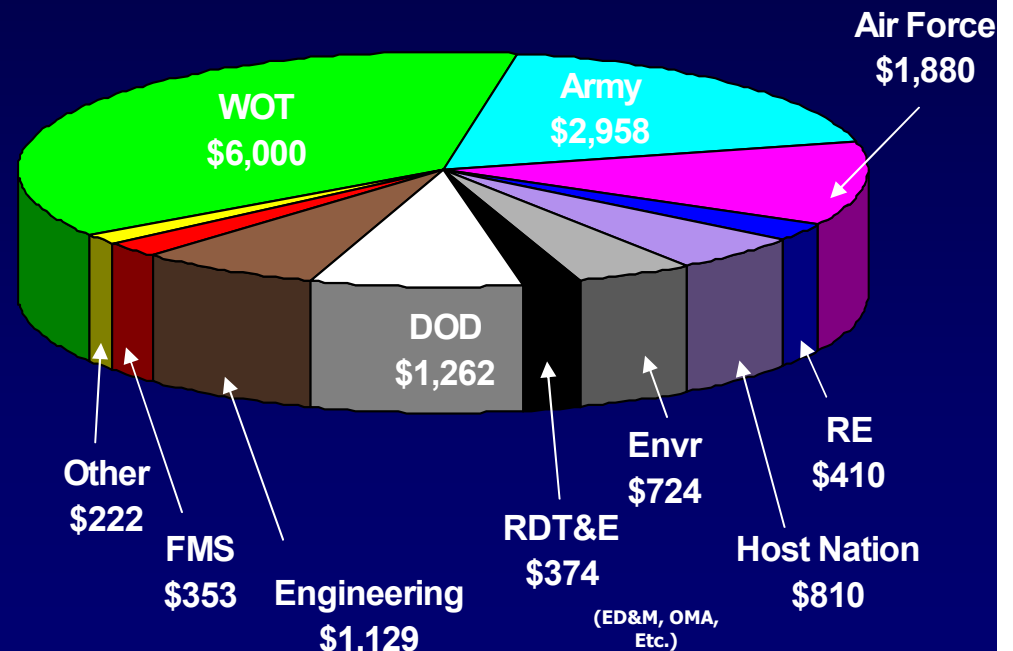 Air Force
$1,880
Army
$2,958
WOT
$6,000
DOD
$1,262
RE
$410
Envr
$724
Other
$222
RDT&E
$374
Host Nation
$810
FMS
$353
Engineering
$1,129
(ED&M, OMA,
Etc.)